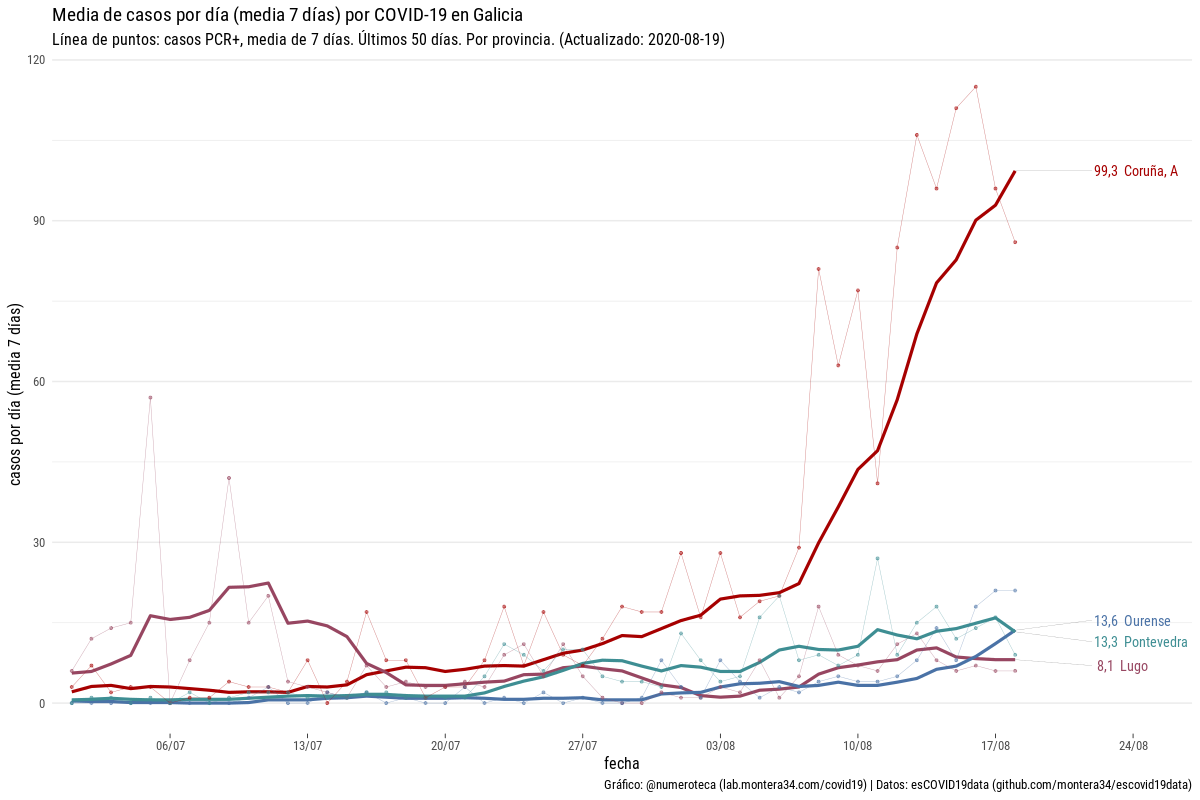 Media de casos por día (media 7 días) por COVID-19 en Galicia
Línea de puntos: casos PCR+, media de 7 días. Últimos 50 días. Por provincia. (Actualizado: 2020-08-19)
casos por día (media 7 días)
120
90
60
30
0
99,3 Coruña, A
13,6 Ourense
13,3 Pontevedra
8,1 Lugo
06/07 13/07 20/07 27/07 03/08 10/08 17/08 24/08
fecha
Gráfico: @numeroteca (lab.montera34.com/covid19) | Datos: esCOVID19data (github.com/montera34/escovid19data)